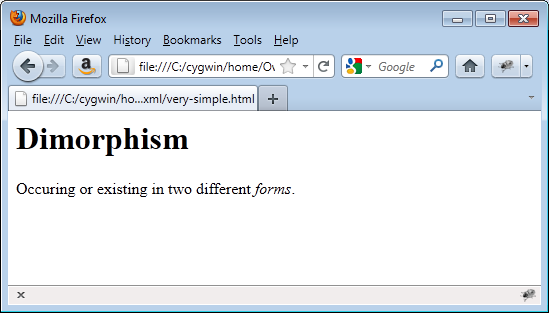 Mozilla Firefox
File Edit View History Bookmarks Tools Help
a file:///C:/cygwin/home/Ov Google
file:///C:/cygwin/ho...xml/very-simple.html
Dimorphism
Occuring or existing in two different forms.